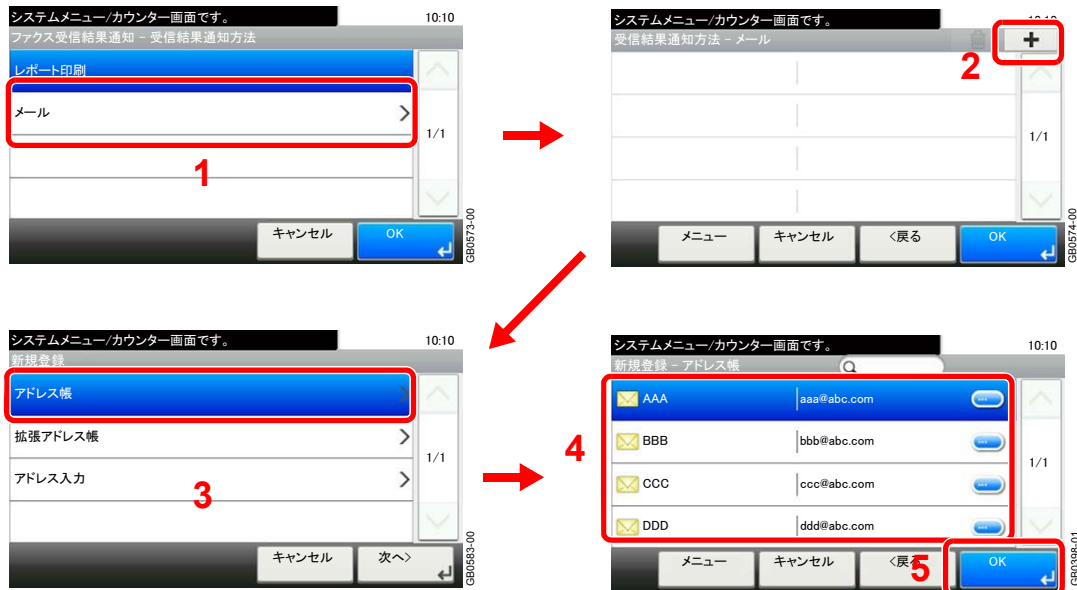 システムメニュー/カウンター画面です。
10:10
ファクス受信結果通知 - 受信結果通知方法
レポート印刷
メール
1/1
1
キャンセル
OK
GB0573-00
システムメニュー/カウンター画面です。
10:10
受信結果通知方法 - メール
+
2
1/1
メニュー
キャンセル
<戻る
OK
GB0574-00
システムメニュー/カウンター画面です。
10:10
新規登録
アドレス帳
拡張アドレス帳
1/1
アドレス入力
3
キャンセル
次へ>
GB0583-00
システムメニュー/カウンター画面です。
10:10
新規登録 - アドレス帳
AAA
aaa@abc.com
BBB
bbb@abc.com
4
1/1
CCC
ccc@abc.com
DDD
ddd@abc.com
メニュー
キャンセル
<戻る
5
OK
GB0398-01